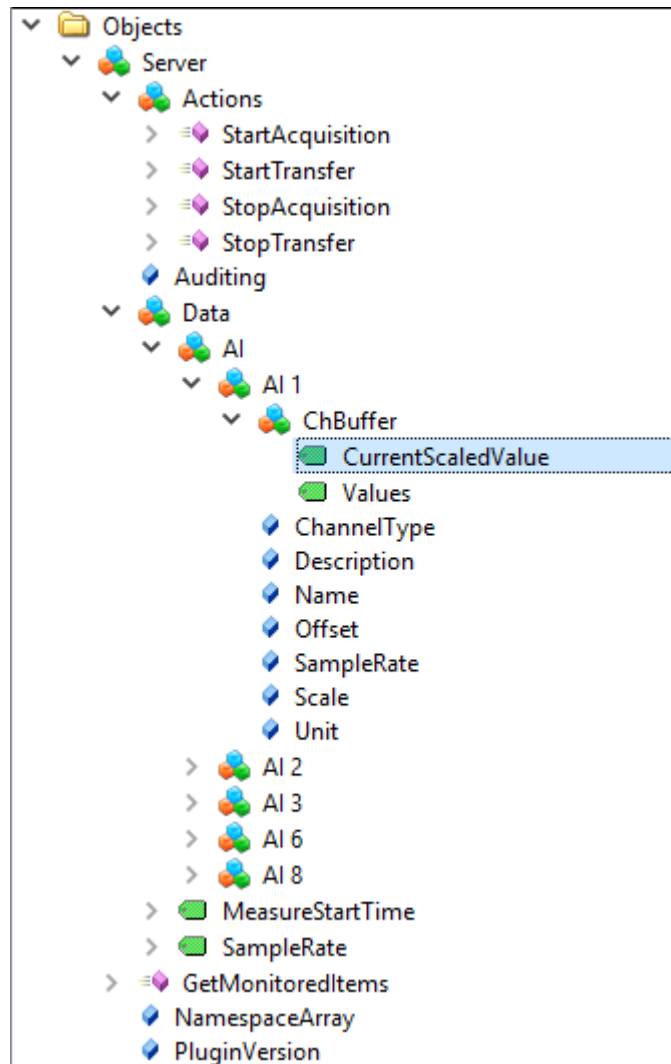 Objects
Server
Actions
StartAcquisition
StartTransfer
StopAcquisition
StopTransfer
Auditing
Data
AI
AI 1
ChBuffer
CurrentScaledValue
Values
ChannelType
Description
Name
Offset
SampleRate
Scale
Unit
AI 2
AI 3
AI 6
AI 8
MeasureStartTime
SampleRate
GetMonitoredItems
NamespaceArray
PluginVersion